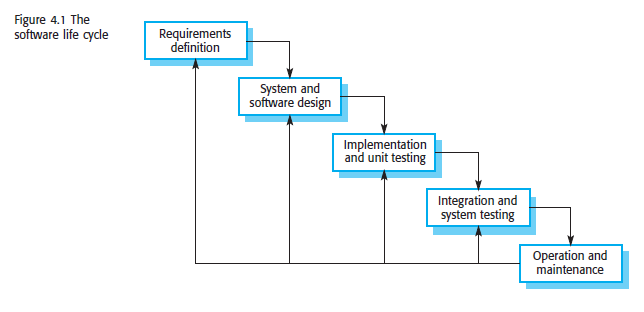 Figure 4.1 The
software life cycle
Requirements
definition
System and
software design
Implementation
and unit testing
Integration and
system testing
Operation and
maintenance